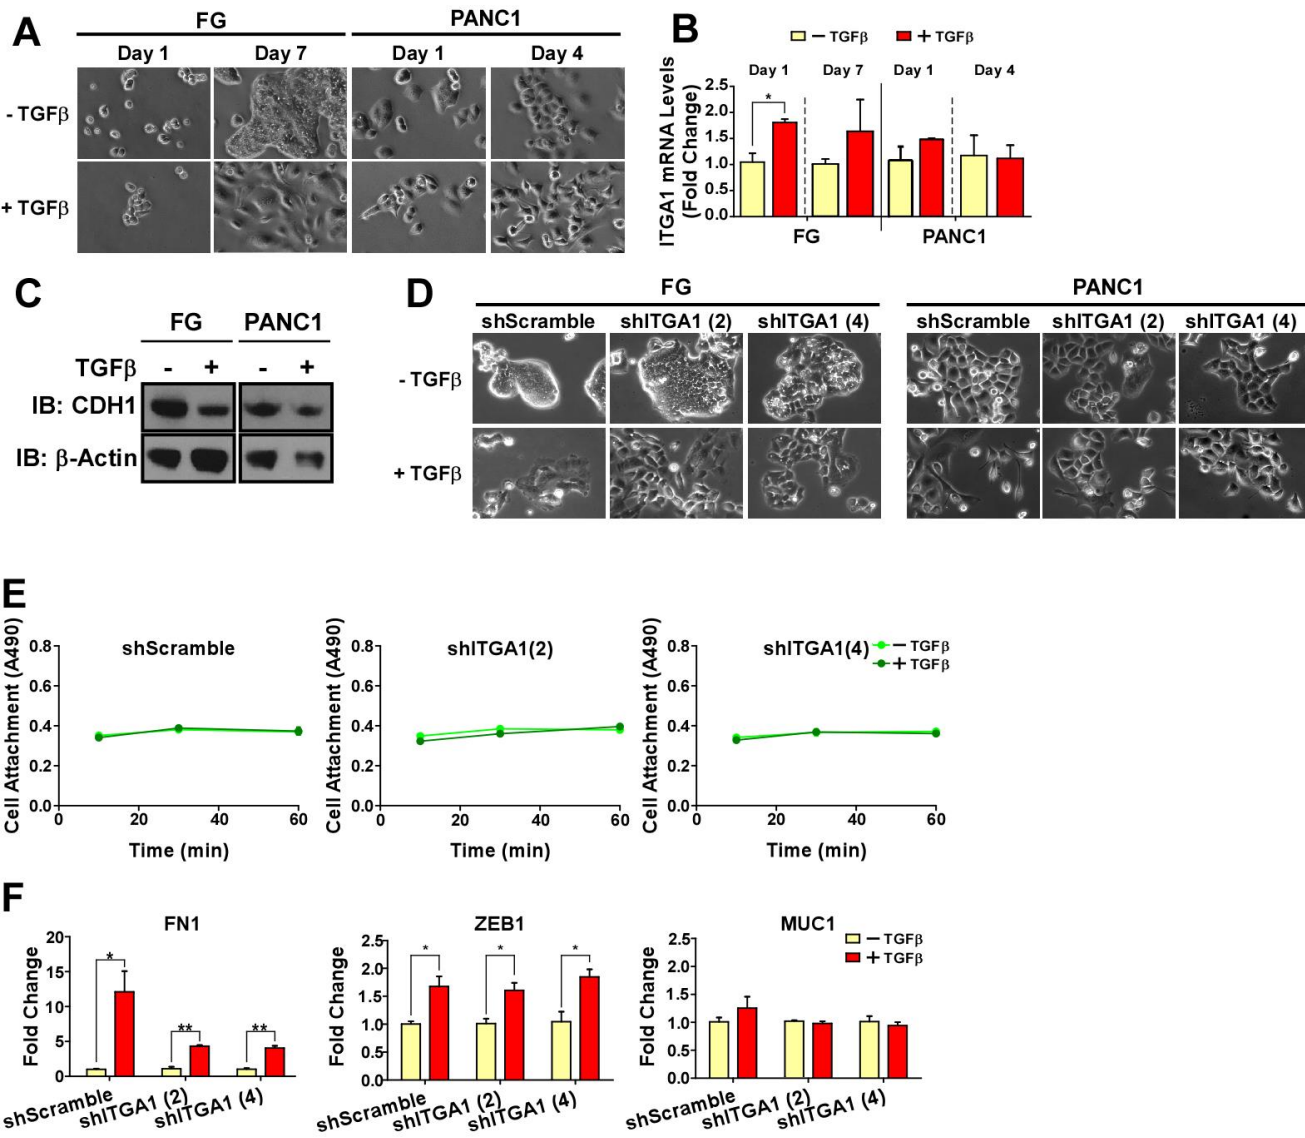 A
FG
PANC1
Day 1
Day 7
Day 1
Day 4
- TGFβ
+ TGFβ
B
− TGFβ
+ TGFβ
Day 1
Day 7
Day 1
Day 4
ITGA1 mRNA Levels
(Fold Change)
2.5
2.0
1.5
1.0
0.5
0.0
*
FG
PANC1
C
FG
PANC1
TGFβ
- + - +
IB: CDH1
IB: β-Actin
D
FG
PANC1
shScramble
shITGA1 (2)
shITGA1 (4)
shScramble
shITGA1 (2)
shITGA1 (4)
- TGFβ
+ TGFβ
E
Cell Attachment (A490)
0.8
0.6
0.4
0.2
0.0
shScramble
0 20 40 60
Time (min)
Cell Attachment (A490)
0.8
0.6
0.4
0.2
0.0
shITGA1(2)
0 20 40 60
Time (min)
Cell Attachment (A490)
0.8
0.6
0.4
0.2
0.0
shITGA1(4)
− TGFβ
+ TGFβ
0 20 40 60
Time (min)
F
FN1
Fold Change
20
15
10
5
0
* ** **
shScramble
shITGA1 (2)
shITGA1 (4)
ZEB1
Fold Change
2.5
2.0
1.5
1.0
0.5
0.0
* * *
shScramble
shITGA1 (2)
shITGA1 (4)
MUC1
− TGFβ
+ TGFβ
Fold Change
2.5
2.0
1.5
1.0
0.5
0.0
shScramble
shITGA1 (2)
shITGA1 (4)